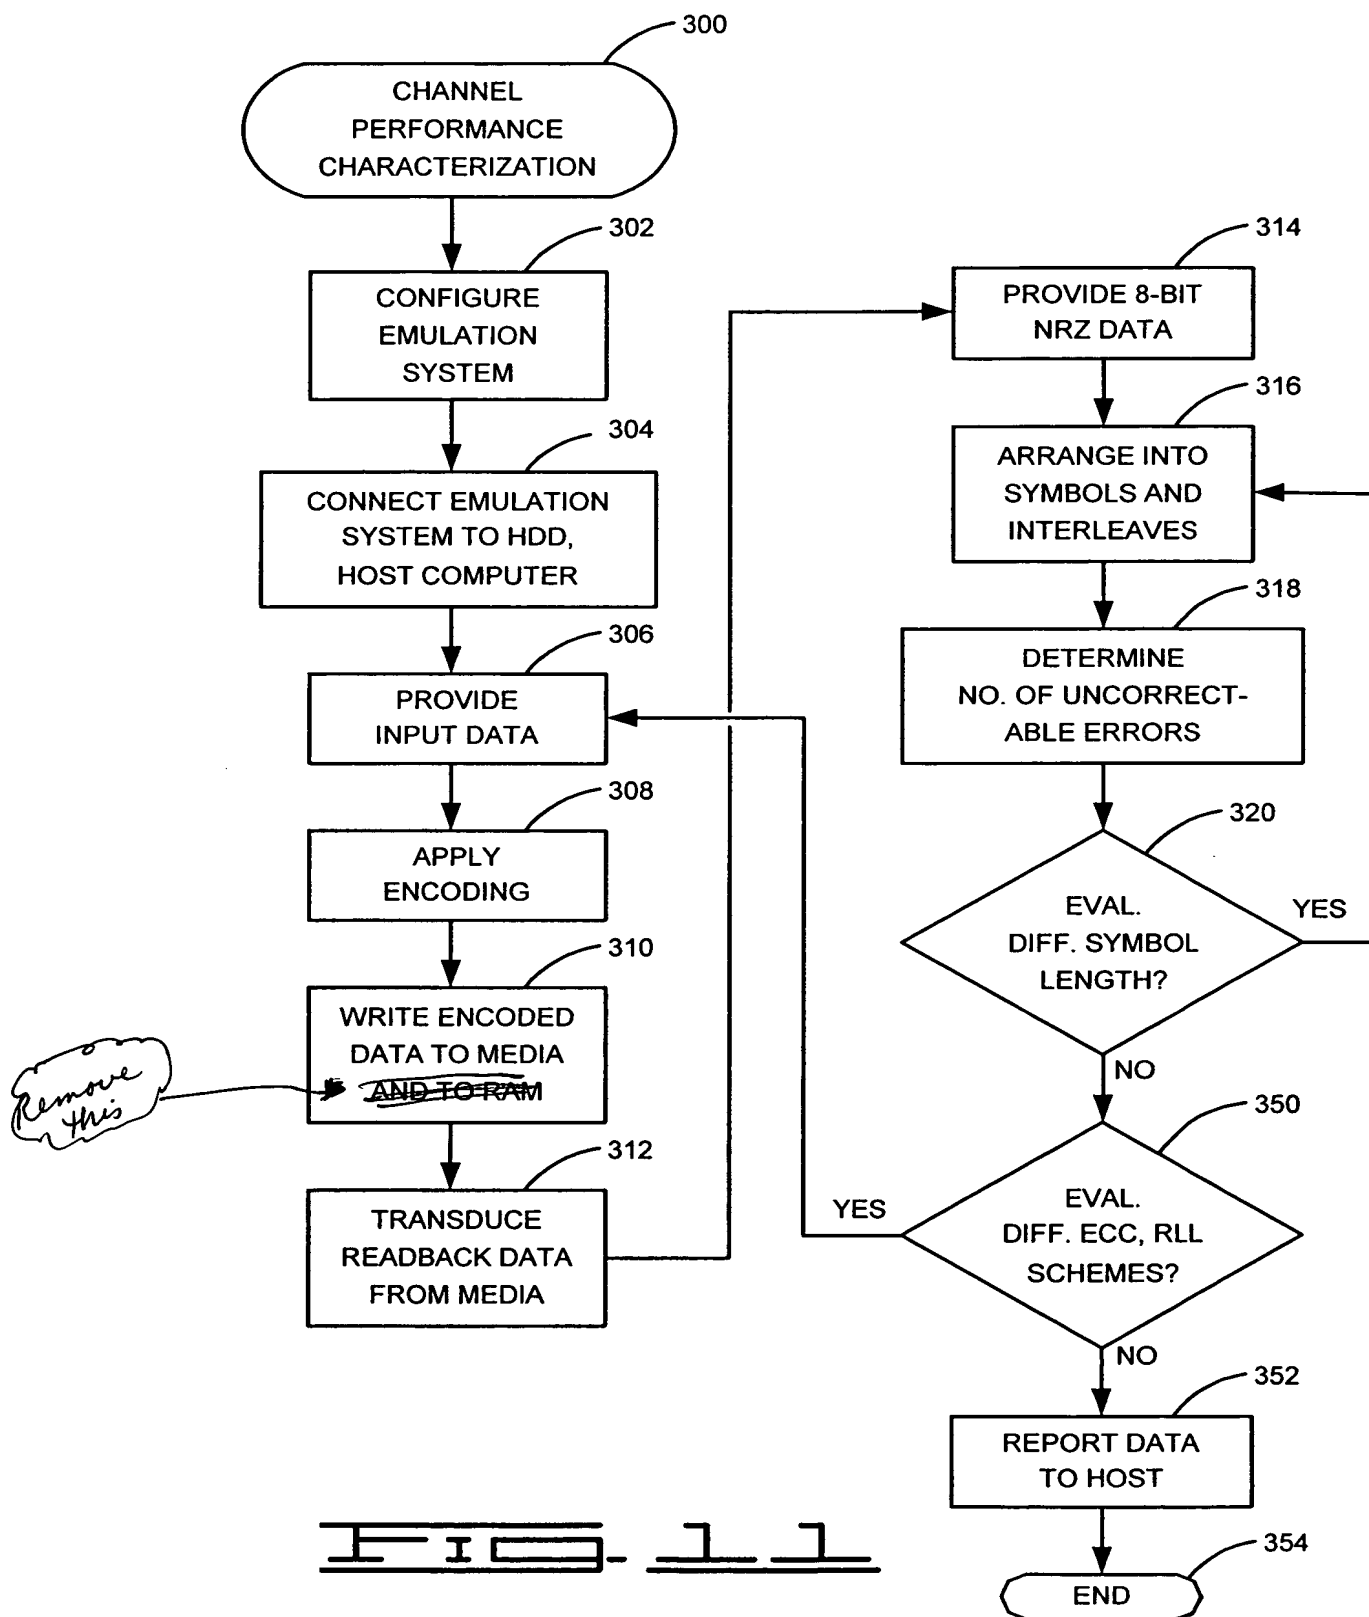 300
CHANNEL
PERFORMANCE
CHARACTERIZATION
302
CONFIGURE
EMULATION
SYSTEM
304
CONNECT EMULATION
SYSTEM TO HDD,
HOST COMPUTER
306
PROVIDE
INPUT DATA
308
APPLY
ENCODING
310
WRITE ENCODED
DATA TO MEDIA
AND TO RAM
Remove
this
312
TRANSDUCE
READBACK DATA
FROM MEDIA
314
PROVIDE 8-BIT
NRZ DATA
316
ARRANGE INTO
SYMBOLS AND
INTERLEAVES
318
DETERMINE
NO. OF UNCORRECT-
ABLE ERRORS
320
EVAL.
DIFF. SYMBOL
LENGTH?
YES
NO
350
EVAL.
DIFF. ECC, RLL
SCHEMES?
YES
NO
352
REPORT DATA
TO HOST
354
END
FIG. 11